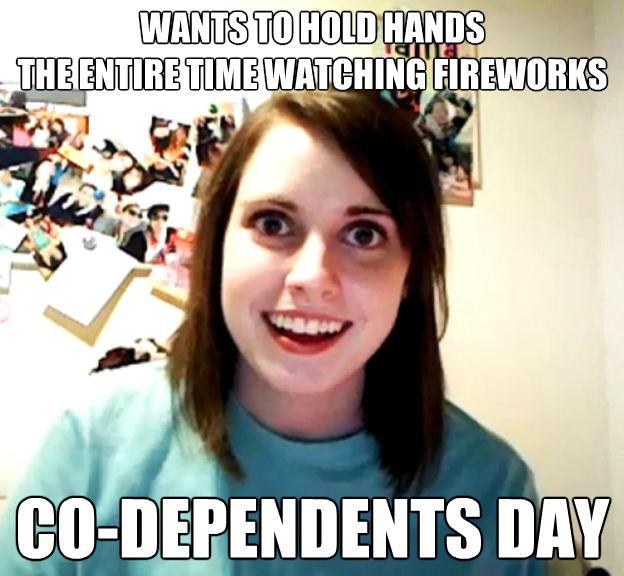 WANTS TO HOLD HANDS
THE ENTIRE TIME WATCHING FIREWORKS
CO-DEPENDENTS DAY